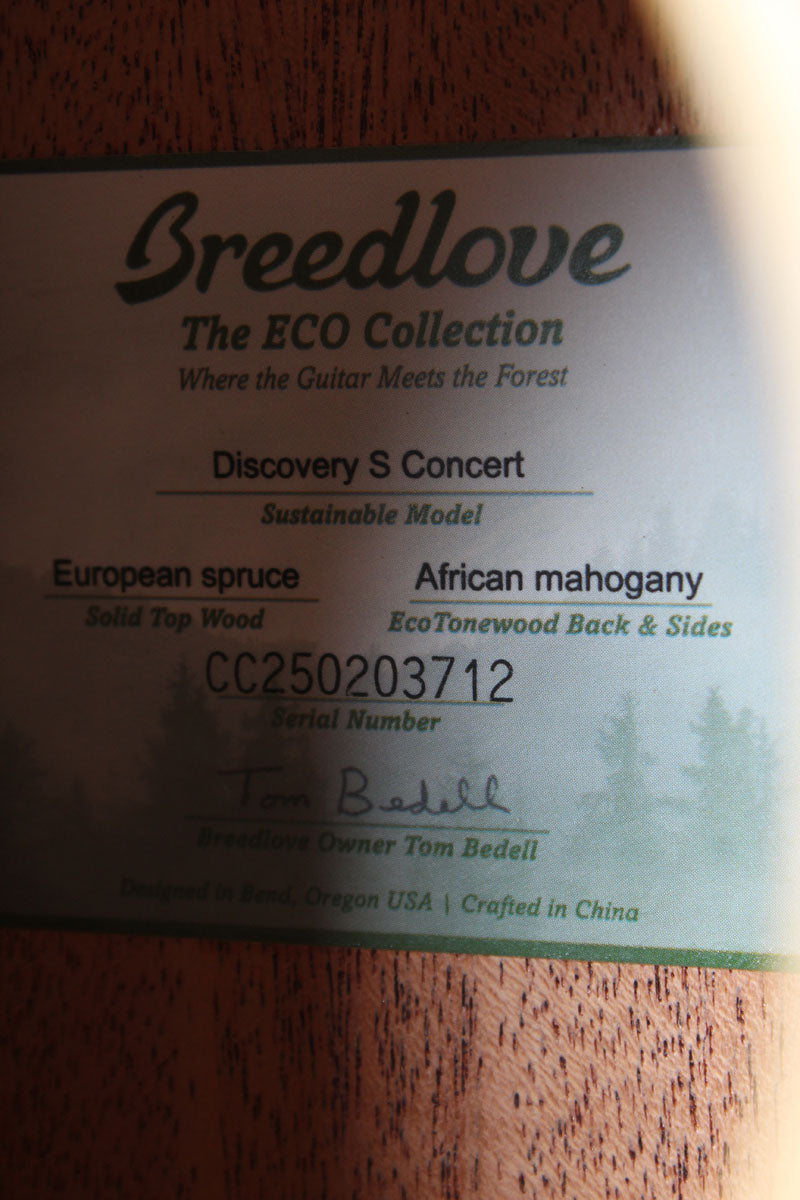 Breedlove
The ECO Collection
Where the Guitar Meets the Forest
Discovery S Concert
Sustainable Model
European spruce African mahogany
Solid Top Wood EcoTonewood Back & Sides
CC250203712
Serial Number
Tom Bedell
Breedlove Owner Tom Bedell
Designed in Bend, Oregon USA | Crafted in China